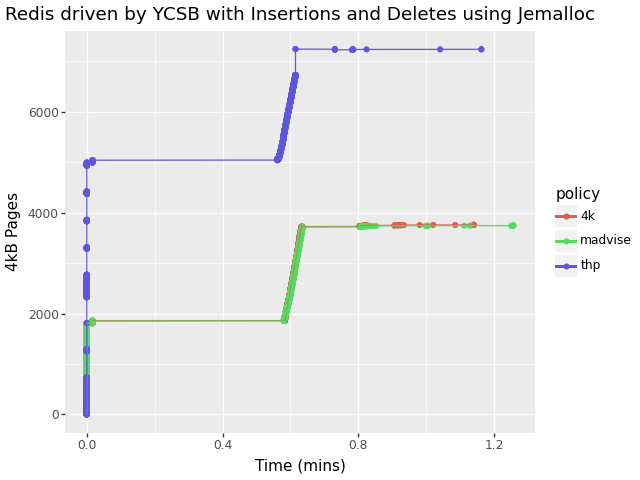 Redis driven by YCSB with Insertions and Deletes using Jemalloc
4kB Pages
6000
4000
2000
0
0.0
0.4
0.8
1.2
Time (mins)
policy
4k
madvise
thp